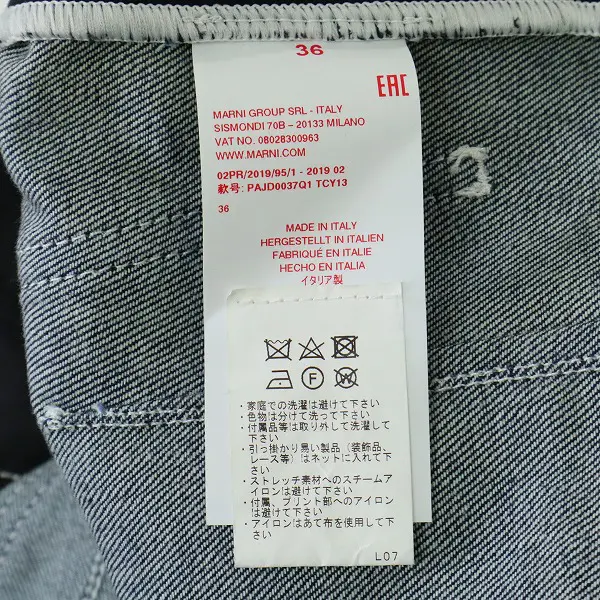 36
EAC
MARNI GROUP SRL - ITALY
SISMONDI 70B – 20133 MILANO
VAT NO. 08028300963
WWW.MARNI.COM
02PR/2019/95/1 - 2019 02
款号: PAJD0037Q1 TCY13
36
MADE IN ITALY
HERGESTELLT IN ITALIEN
FABRIQUÉ EN ITALIE
HECHO EN ITALIA
イタリア製
F
W
・家庭での洗濯は避けて下さい
・色物は分けて洗って下さい
・付属品等は取り外して洗濯して
下さい
・引っ掛かり易い製品（装飾品、
レース等）はネットに入れて下
さい
・ストレッチ素材へのスチームア
イロンは避けて下さい
・付属、プリント部へのアイロン
は避けて下さい
・アイロンはあて布を使用して下
さい
L07